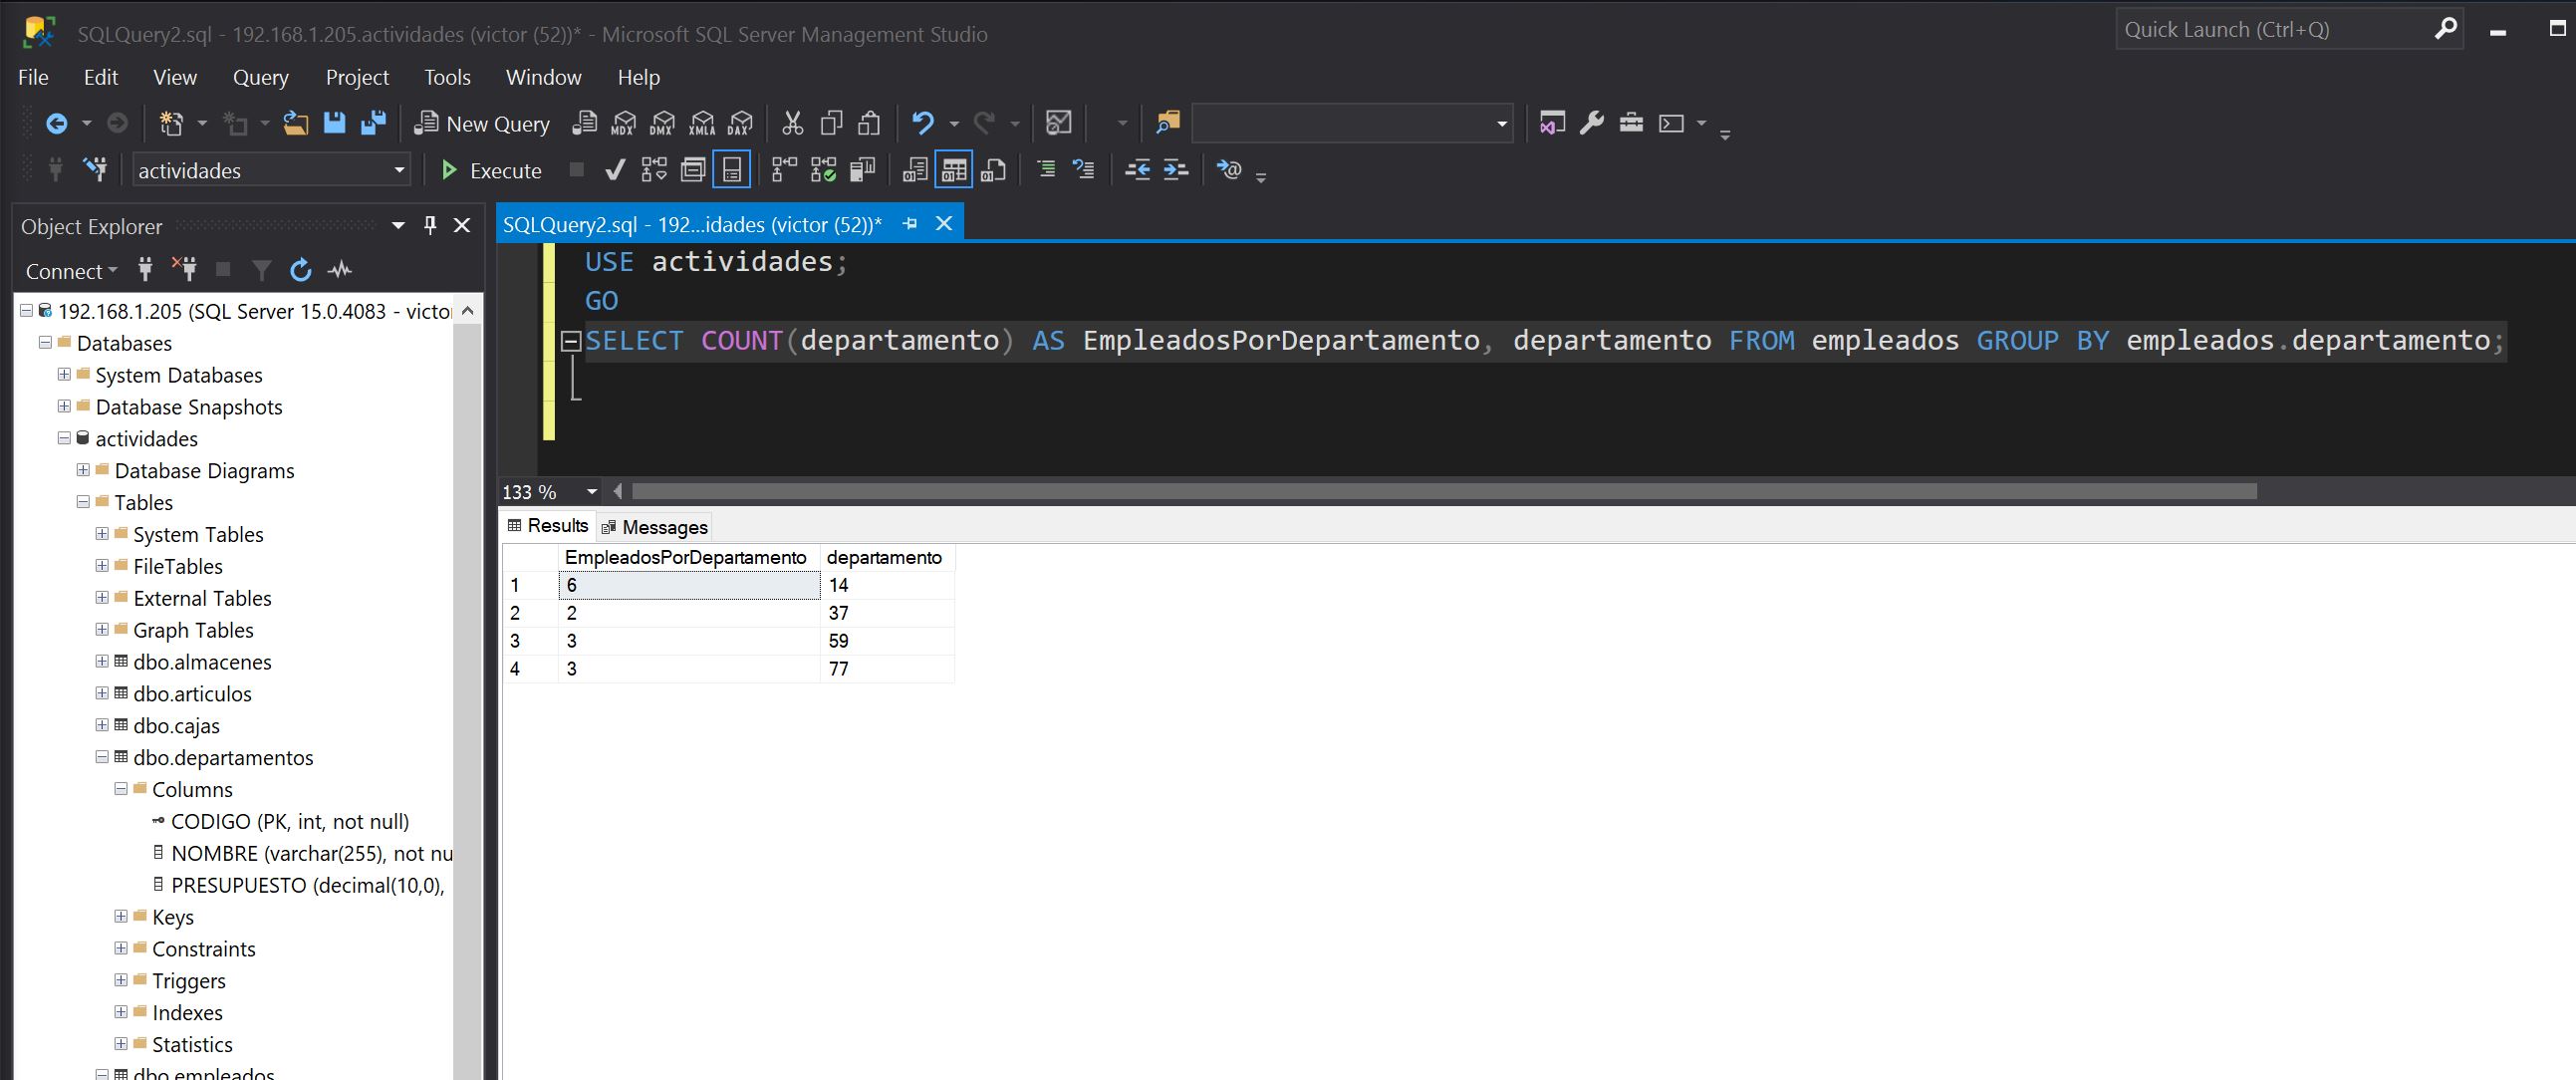 SQLQuery2.sql - 192.168.1.205.actividades (victor (52))* - Microsoft SQL Server Management Studio
Quick Launch (Ctrl+Q)
File Edit View Query Project Tools Window Help
New Query MDX DMX XMLA DAX
actividades Execute
Object Explorer
Connect
192.168.1.205 (SQL Server 15.0.4083 - victo
Databases
System Databases
Database Snapshots
actividades
Database Diagrams
Tables
System Tables
FileTables
External Tables
Graph Tables
dbo.almacenes
dbo.articulos
dbo.cajas
dbo.departamentos
Columns
CODIGO (PK, int, not null)
NOMBRE (varchar(255), not nu
PRESUPUESTO (decimal(10,0),
Keys
Constraints
Triggers
Indexes
Statistics
dbo.empleados
SQLQuery2.sql - 192...idades (victor (52))*
USE actividades;
GO
SELECT COUNT(departamento) AS EmpleadosPorDepartamento, departamento FROM empleados GROUP BY empleados.departamento;
133 %
Results Messages
EmpleadosPorDepartamento departamento
1 6 14
2 2 37
3 3 59
4 3 77